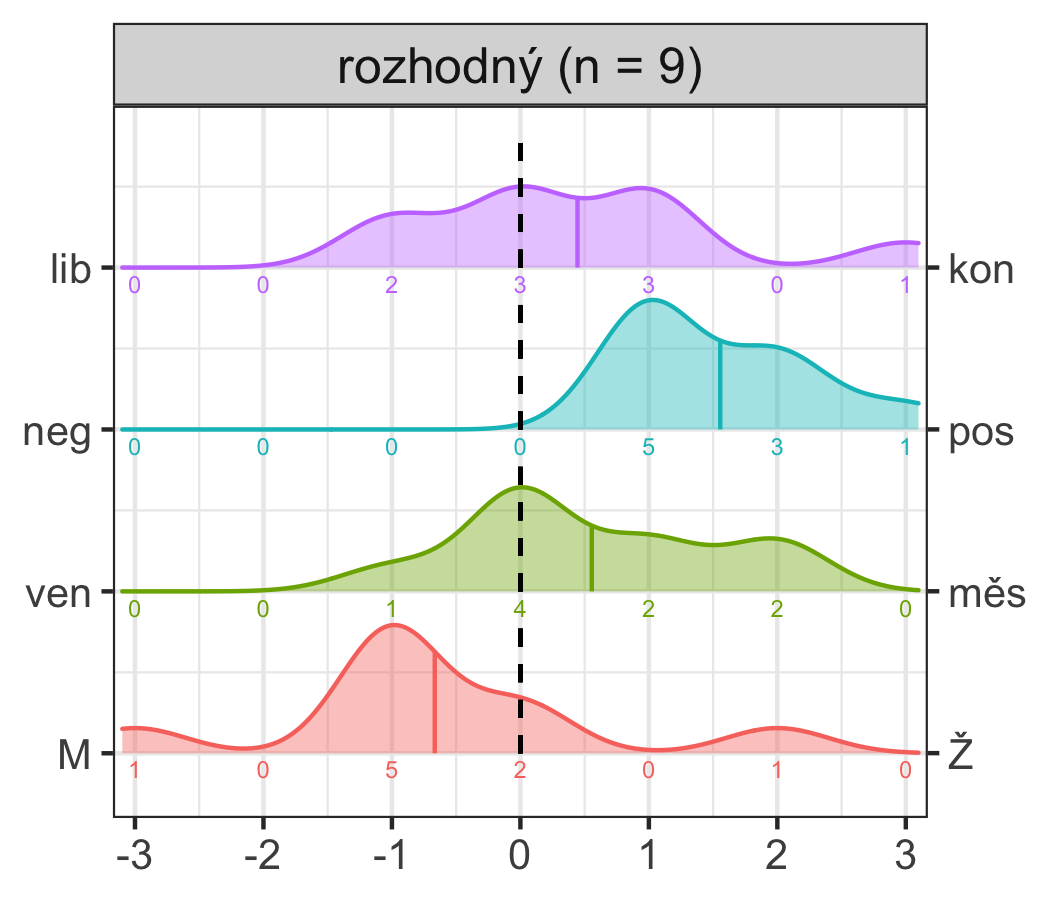 rozhodný (n = 9)
lib kon
0 0 2 3 3 0 1
neg pos
0 0 0 0 5 3 1
ven měs
0 0 1 4 2 2 0
M Ž
1 0 5 2 0 1 0
-3 -2 -1 0 1 2 3